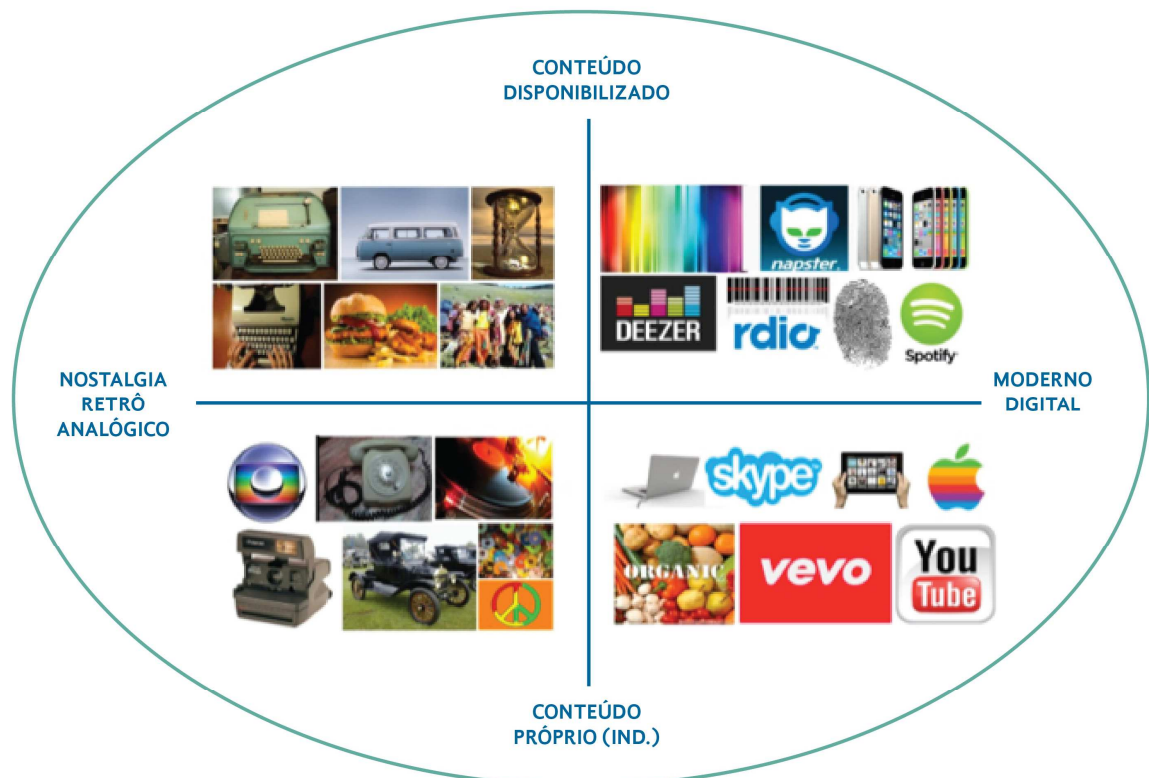 CONTEÚDO
DISPONIBILIZADO
napster.
DEEZER
rdio
Spotify
NOSTALGIA
RETRÔ
ANALÓGICO
MODERNO
DIGITAL
skype
ORGANIC
vevo
You
Tube
CONTEÚDO
PRÓPRIO (IND.)